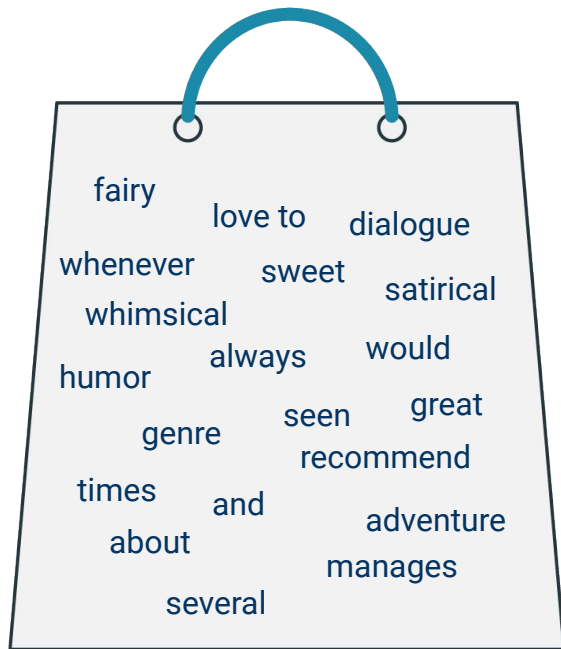 fairy
love to
dialogue
whenever
sweet
satirical
whimsical
always
would
humor
seen
great
genre
recommend
times
and
adventure
about
manages
several